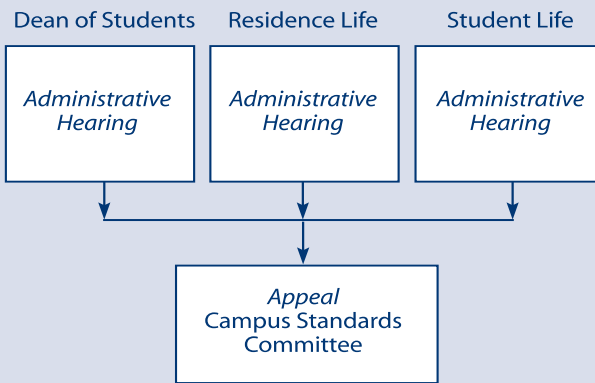 Dean of Students
Residence Life
Student Life
Administrative
Hearing
Administrative
Hearing
Administrative
Hearing
Appeal
Campus Standards
Committee